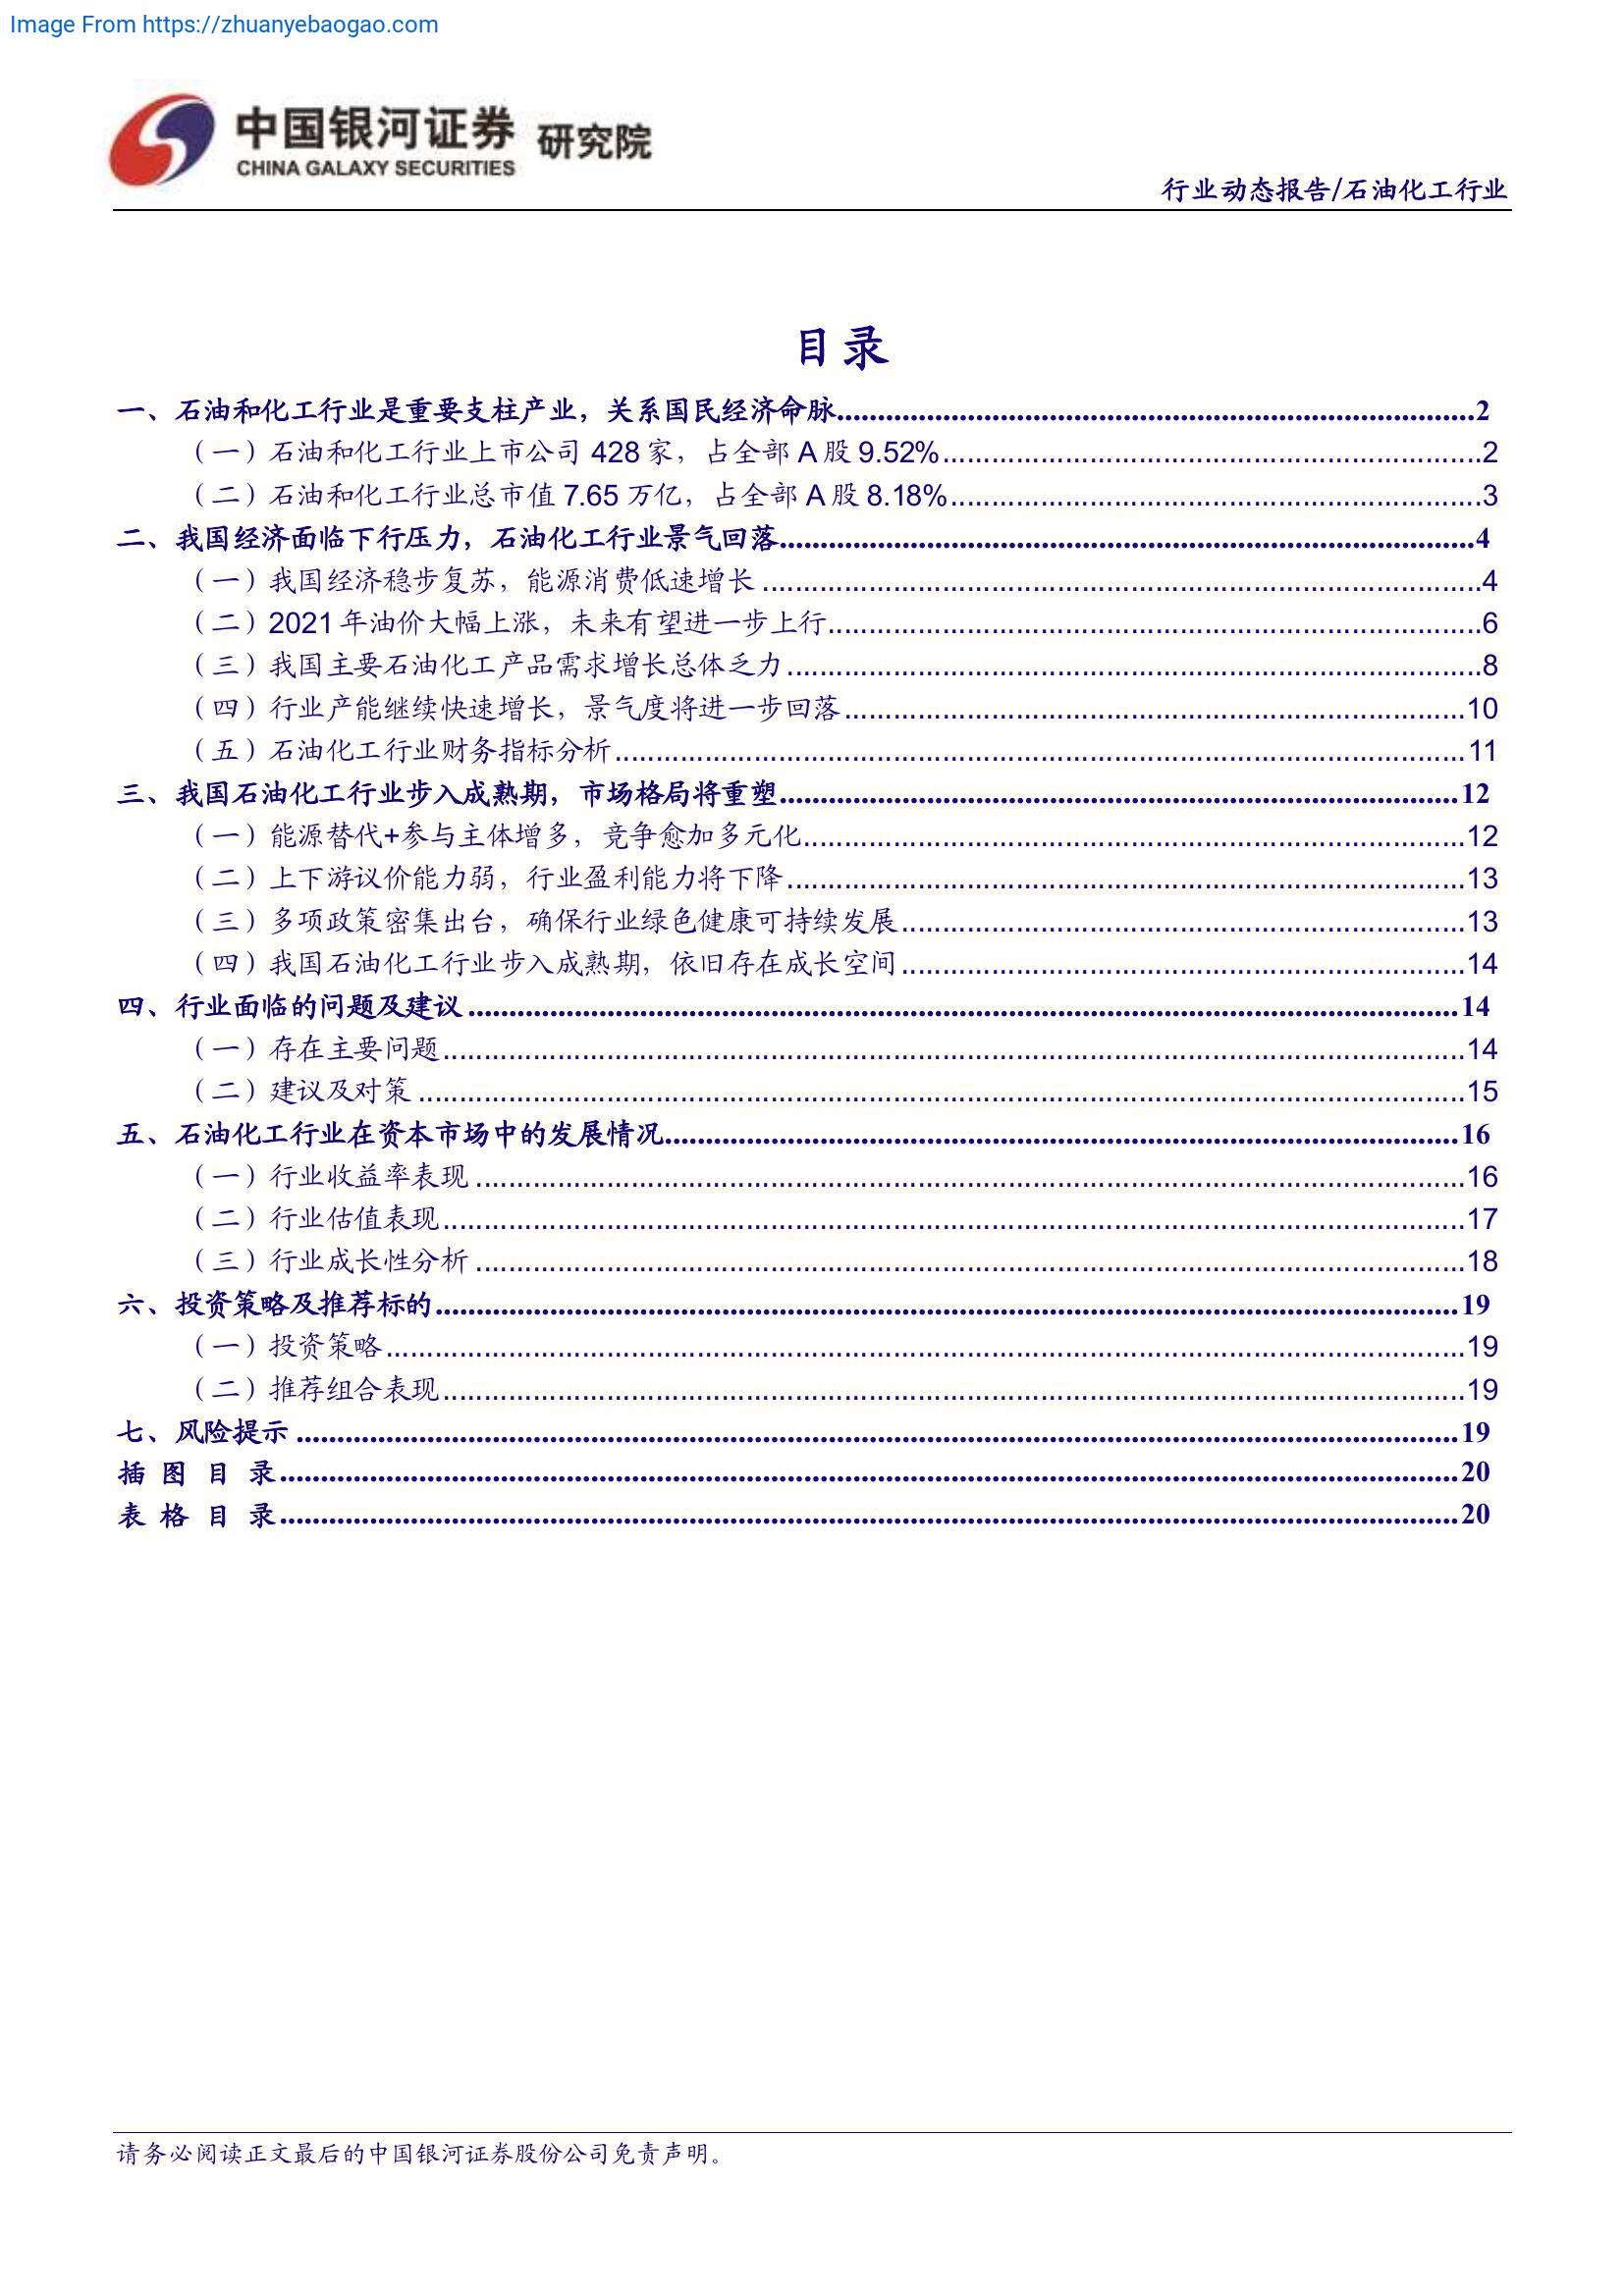 Image From https://zhuanyebaogao.com
中国银河证券 研究院
CHINA GALAXY SECURITIES
行业动态报告/石油化工行业
目录
一、石油和化工行业是重要支柱产业，关系国民经济命脉..........2
（一）石油和化工行业上市公司 428 家，占全部 A 股 9.52%..........2
（二）石油和化工行业总市值 7.65 万亿，占全部 A 股 8.18%..........3
二、我国经济面临下行压力，石油化工行业景气回落..........4
（一）我国经济稳步复苏，能源消费低速增长..........4
（二）2021 年油价大幅上涨，未来有望进一步上行..........6
（三）我国主要石油化工产品需求增长总体乏力..........8
（四）行业产能继续快速增长，景气度将进一步回落..........10
（五）石油化工行业财务指标分析..........11
三、我国石油化工行业步入成熟期，市场格局将重塑..........12
（一）能源替代+参与主体增多，竞争愈加多元化..........12
（二）上下游议价能力弱，行业盈利能力将下降..........13
（三）多项政策密集出台，确保行业绿色健康可持续发展..........13
（四）我国石油化工行业步入成熟期，依旧存在成长空间..........14
四、行业面临的问题及建议..........14
（一）存在主要问题..........14
（二）建议及对策..........15
五、石油化工行业在资本市场中的发展情况..........16
（一）行业收益率表现..........16
（二）行业估值表现..........17
（三）行业成长性分析..........18
六、投资策略及推荐标的..........19
（一）投资策略..........19
（二）推荐组合表现..........19
七、风险提示..........19
插 图 目 录..........20
表 格 目 录..........20
请务必阅读正文最后的中国银河证券股份公司免责声明。